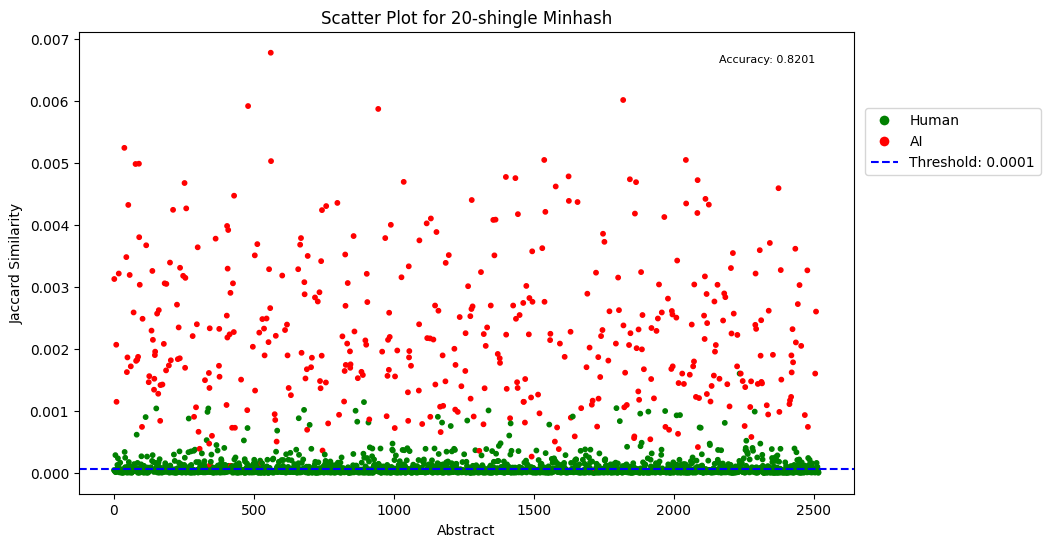 Scatter Plot for 20-shingle Minhash
0.007
Accuracy: 0.8201
0.006
Human
AI
Threshold: 0.0001
0.005
0.004
Jaccard Similarity
0.003
0.002
0.001
0.000
0 500 1000 1500 2000 2500
Abstract